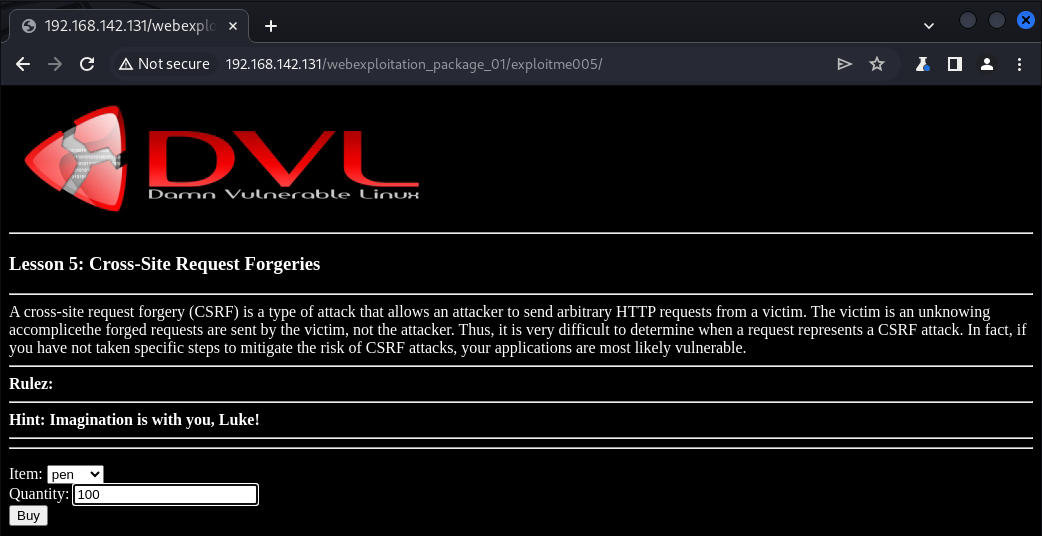 192.168.142.131/webexplo
Not secure
192.168.142.131/webexploitation_package_01/exploitme005/
DVL
Damn Vulnerable Linux
Lesson 5: Cross-Site Request Forgeries
A cross-site request forgery (CSRF) is a type of attack that allows an attacker to send arbitrary HTTP requests from a victim. The victim is an unknowing
accomplicethe forged requests are sent by the victim, not the attacker. Thus, it is very difficult to determine when a request represents a CSRF attack. In fact, if
you have not taken specific steps to mitigate the risk of CSRF attacks, your applications are most likely vulnerable.
Rulez:
Hint: Imagination is with you, Luke!
Item: pen
Quantity: 100
Buy